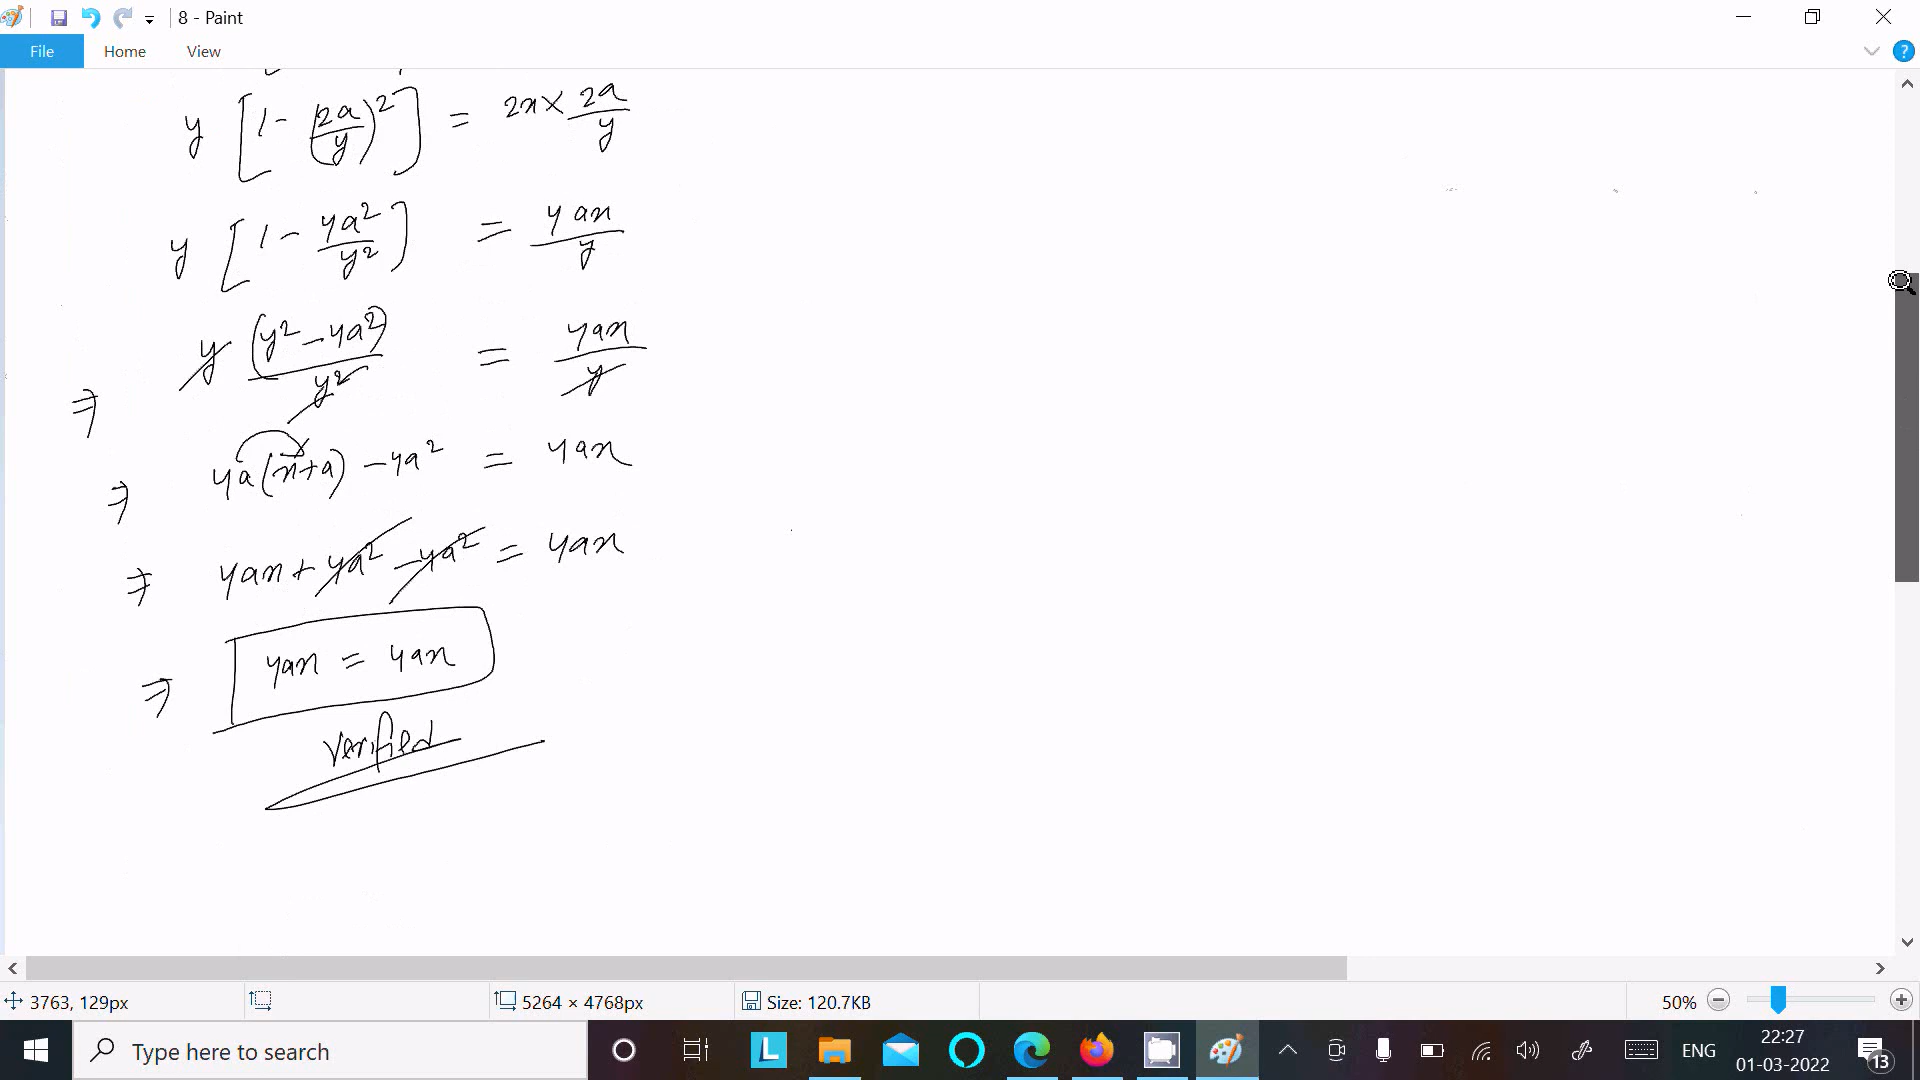 8 - Paint
File Home View
y [1 - (2a/y)²] = 2x × 2a/y
y [1 - 4a²/y²] = 4ax/y
⇒ y (y² - 4a²)/y² = 4ax/y
⇒ 4a(x+a) - 4a² = 4ax
⇒ 4ax + 4a² - 4a² = 4ax
⇒ 4ax = 4ax
verified
3763, 129px 5264 × 4768px Size: 120.7KB 50%
Type here to search L ENG 22:27
01-03-2022 13